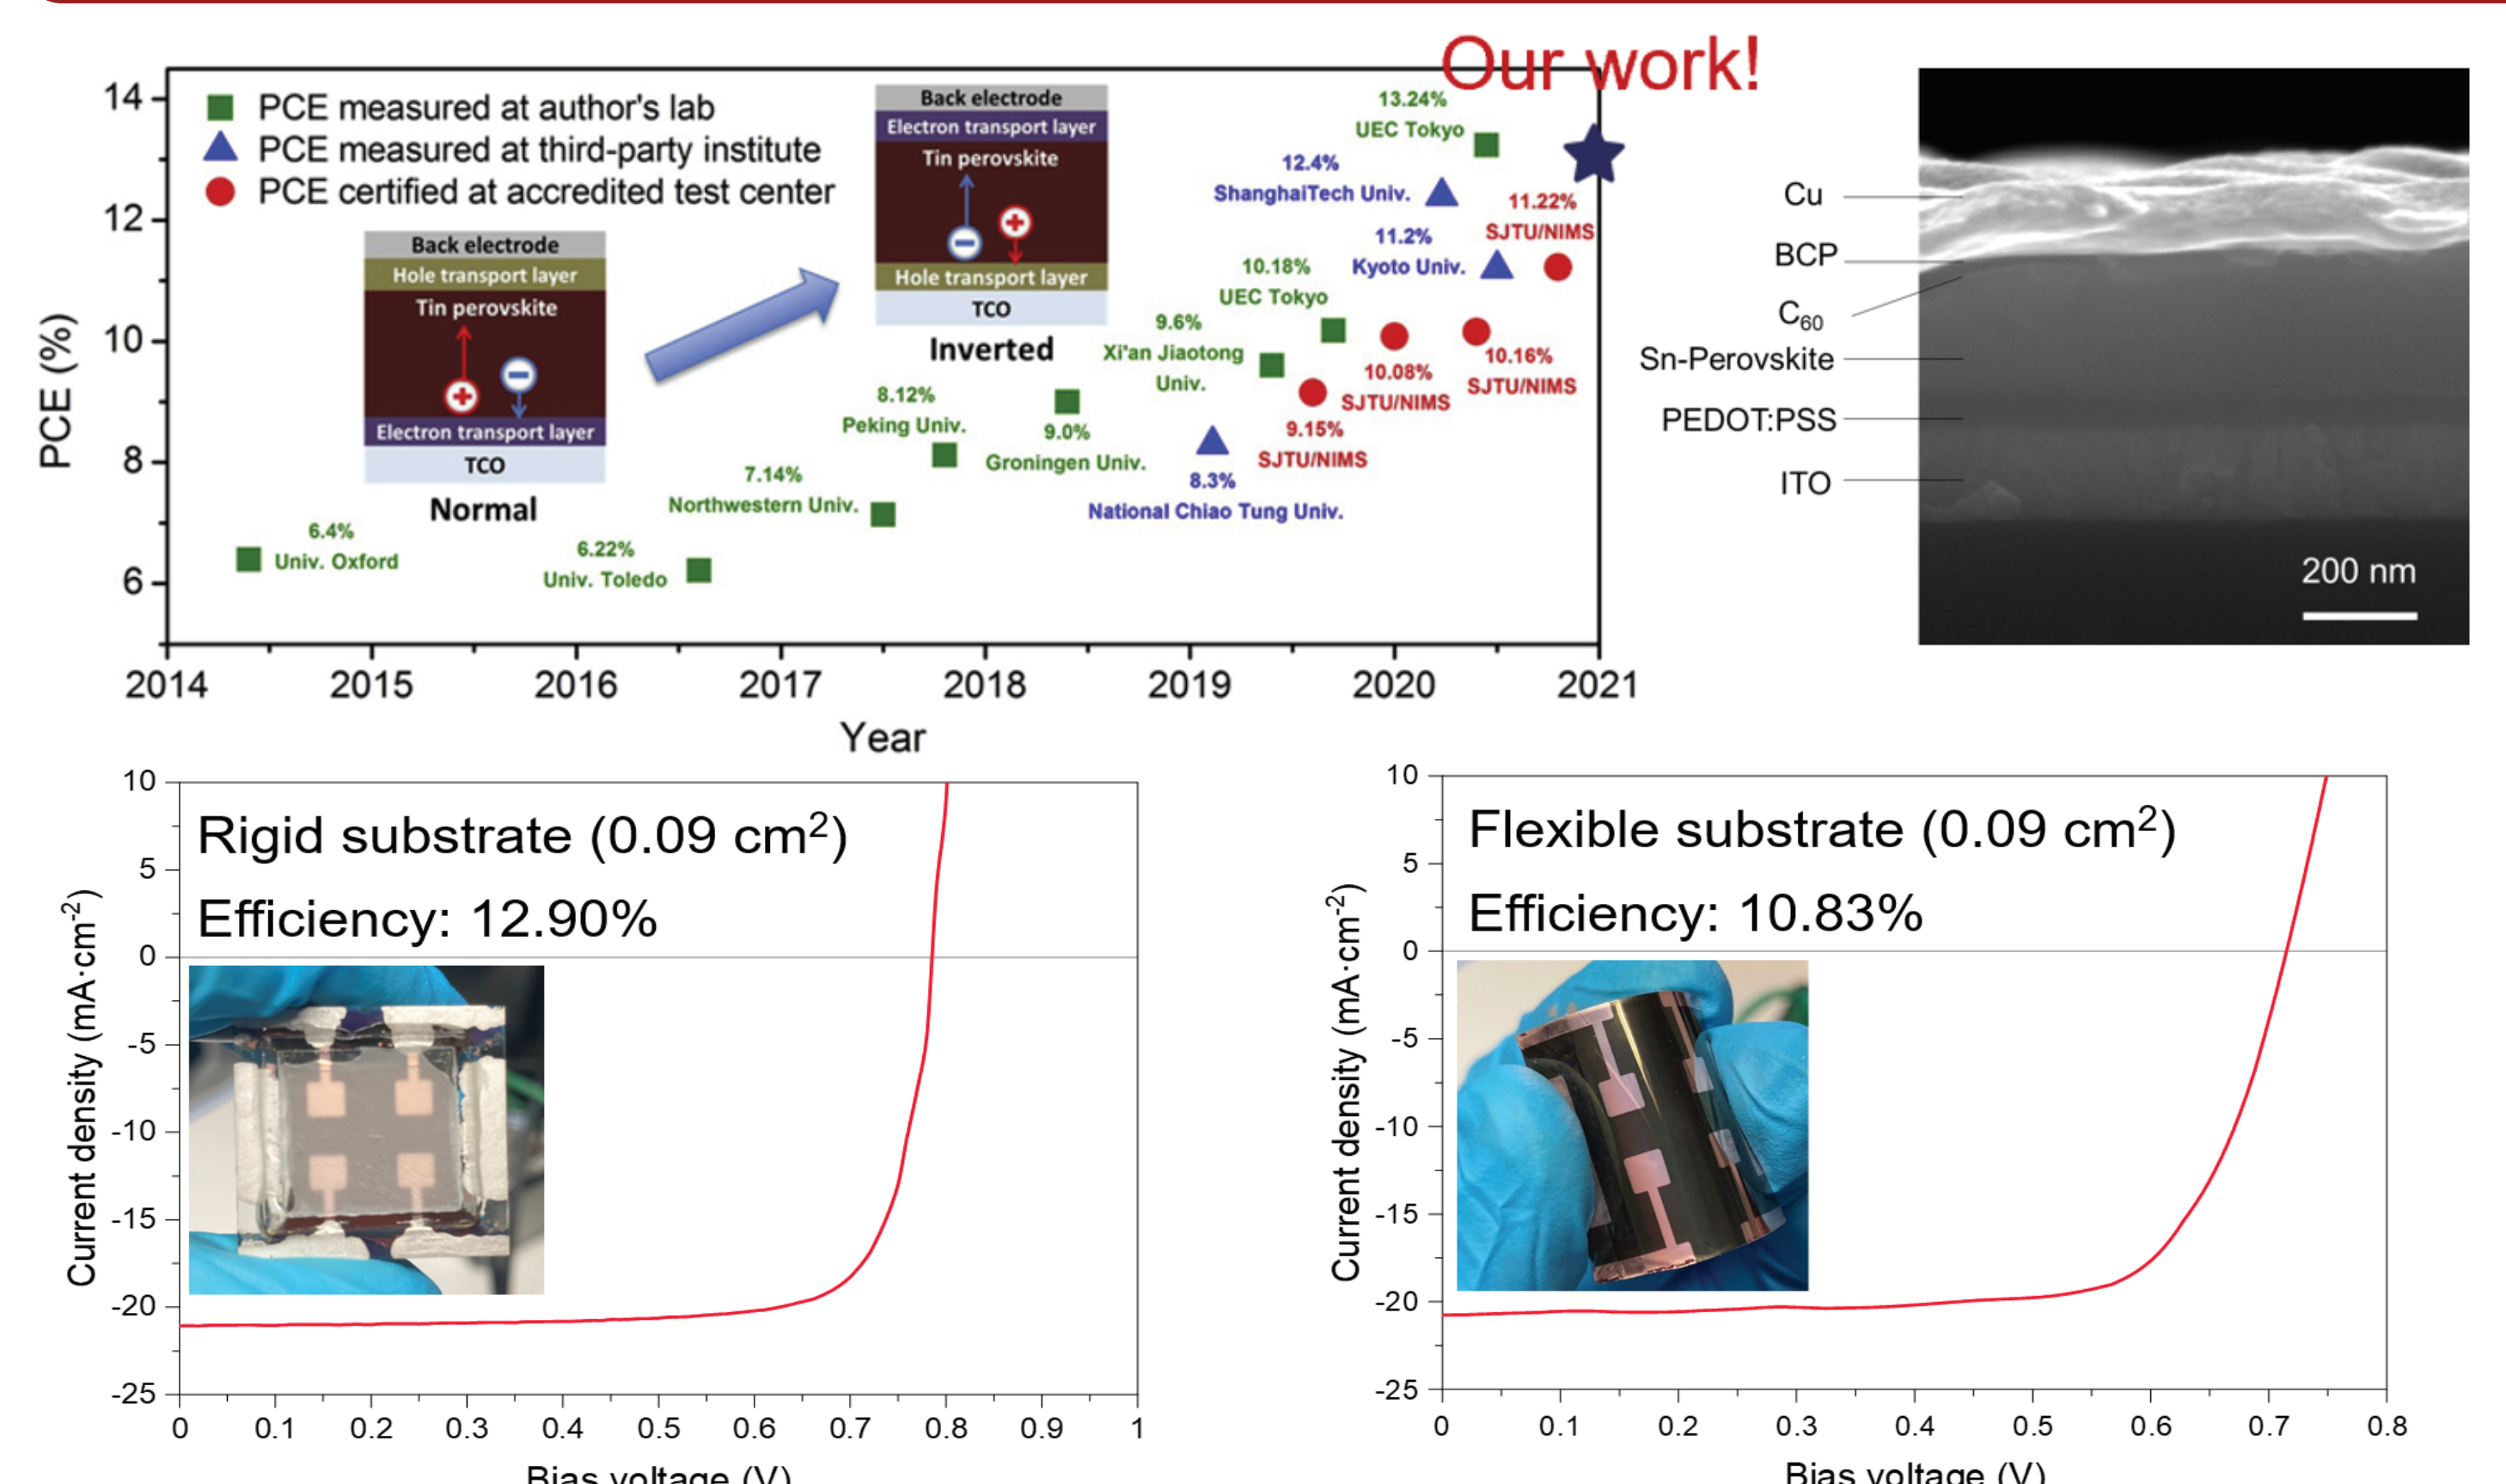 Our work!
14
12
10
8
6
PCE (%)
PCE measured at author's lab
PCE measured at third-party institute
PCE certified at accredited test center
Back electrode
Hole transport layer
Tin perovskite
Electron transport layer
TCO
Normal
Back electrode
Electron transport layer
Tin perovskite
Hole transport layer
TCO
Inverted
6.4%
Univ. Oxford
6.22%
Univ. Toledo
7.14%
Northwestern Univ.
8.12%
Peking Univ.
9.0%
Groningen Univ.
8.3%
National Chiao Tung Univ.
9.6%
Xi'an Jiaotong
Univ.
9.15%
SJTU/NIMS
10.18%
UEC Tokyo
10.08%
SJTU/NIMS
12.4%
ShanghaiTech Univ.
10.16%
SJTU/NIMS
13.24%
UEC Tokyo
11.2%
Kyoto Univ.
11.22%
SJTU/NIMS
2014 2015 2016 2017 2018 2019 2020 2021
Year
Cu
BCP
C60
Sn-Perovskite
PEDOT:PSS
ITO
200 nm
Rigid substrate (0.09 cm²)
Efficiency: 12.90%
10
5
0
-5
-10
-15
-20
-25
Current density (mA·cm⁻²)
0 0.1 0.2 0.3 0.4 0.5 0.6 0.7 0.8 0.9 1
Bias voltage (V)
Flexible substrate (0.09 cm²)
Efficiency: 10.83%
10
5
0
-5
-10
-15
-20
-25
Current density (mA·cm⁻²)
0 0.1 0.2 0.3 0.4 0.5 0.6 0.7 0.8
Bias voltage (V)